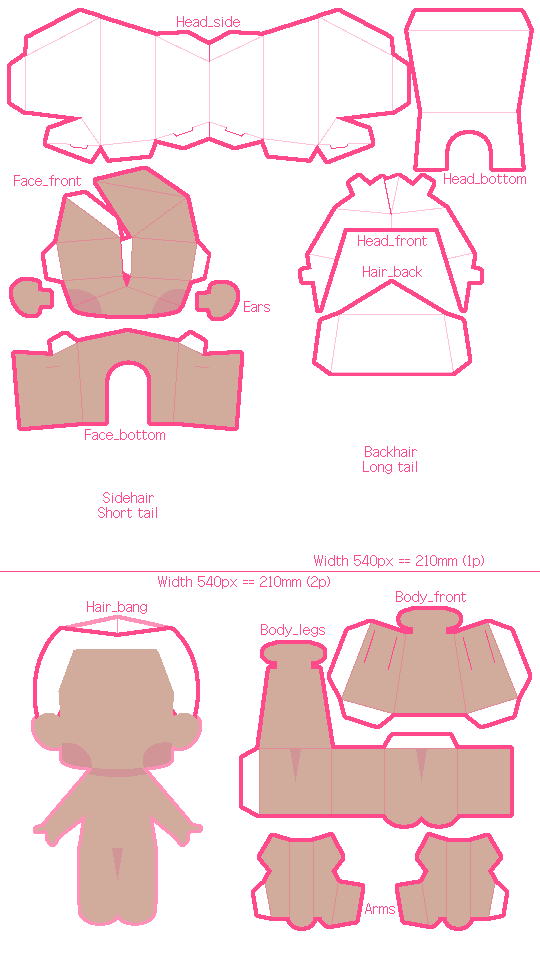 Head_side
Face_front
Head_bottom
Head_front
Hair_back
Ears
Face_bottom
Backhair
Long tail
Sidehair
Short tail
Width 540px == 210mm (1p)
Width 540px == 210mm (2p)
Hair_bang
Body_front
Body_legs
Arms